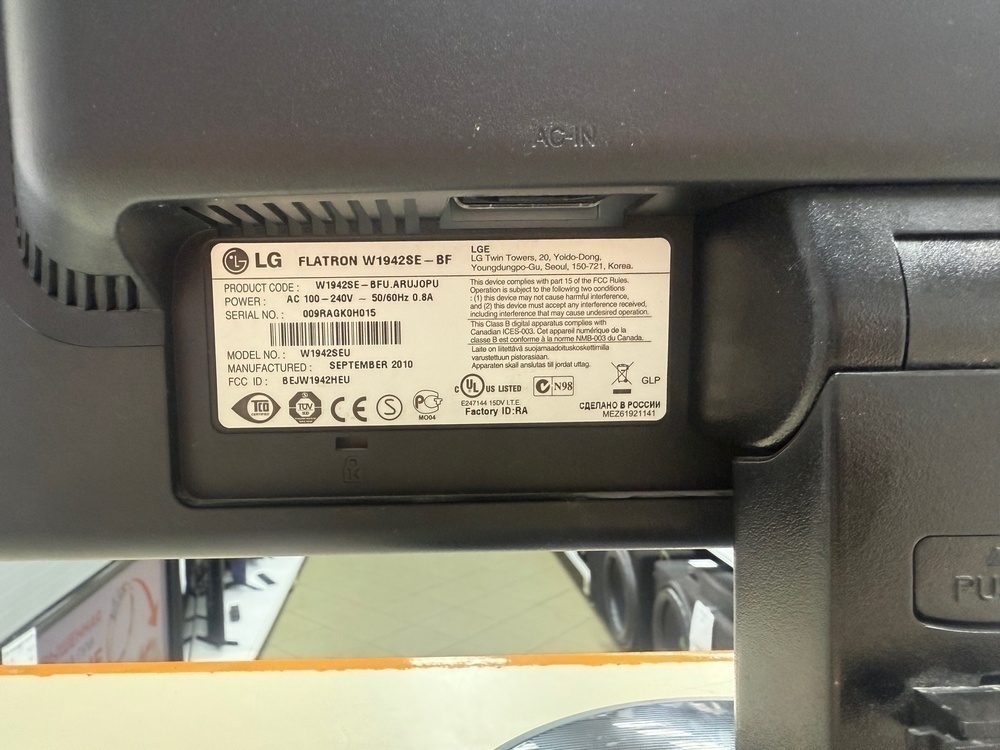 AC-IN
LG FLATRON W1942SE-BF
LGE
LG Twin Towers, 20, Yoido-Dong,
Youngdungpo-Gu, Seoul, 150-721, Korea.
PRODUCT CODE : W1942SE-BFU.ARUJOPU
POWER : AC 100-240V ~ 50/60Hz 0.8A
SERIAL NO. : 009RAGK0H015
MODEL NO. : W1942SEU
MANUFACTURED : SEPTEMBER 2010
FCC ID : BEJW1942HEU
TCO
CERTIFIED
TÜV
CE
S
PG
MO04
This device complies with part 15 of the FCC Rules.
Operation is subject to the following two conditions
: (1) this device may not cause harmful interference,
and (2) this device must accept any interference received,
including interference that may cause undesired operation.
This Class B digital apparatus complies with
Canadian ICES-003. Cet appareil numérique de la
classe B est conforme à la norme NMB-003 du Canada.
Laite on liitettävä suojamaadoituskoskettimilla
varustettuun pistorasiaan.
Apparaten skall anslutas till jordat uttag.
C UL US LISTED
E247144 15DV I.T.E.
Factory ID:RA
N98
GLP
СДЕЛАНО В РОССИИ
MEZ61921141
K
PU